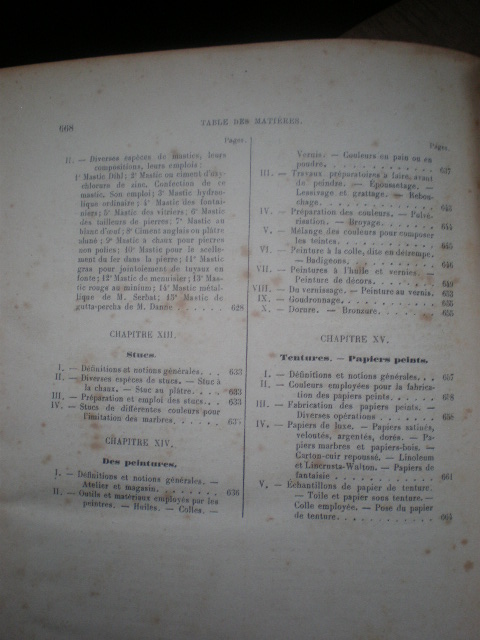 668
TABLE DES MATIÈRES.
Pages.
II. — Diverses espèces de mastics, leurs
compositions, leurs emplois :
1° Mastic Dihl; 2° Mastic ou ciment d'oxy-
chlorure de zinc. Confection de ce
mastic. Son emploi; 3° Mastic hydrau-
lique ordinaire; 4° Mastic des fontai-
niers; 5° Mastic des vitriers; 6° Mastic
des tailleurs de pierres; 7° Mastic au
blanc d'œuf; 8° Ciment anglais ou plâtre
aluné; 9° Mastic à chaux pour pierres
non polies; 10° Mastic pour le scelle-
ment du fer dans la pierre; 11° Mastic
gras pour jointoiement de tuyaux en
fonte; 12° Mastic de menuisier; 13° Mas-
tic rouge au minium; 14° Mastic métal-
lique de M. Serbat; 15° Mastic de
gutta-percha de M. 628
CHAPITRE XIII.
Stucs.
I. — Définitions et notions générales. . . 633
II. — Diverses espèces de stucs. — Stuc à
la chaux. — Stuc au plâtre. . . . 633
III. — Préparation et emploi des stucs. . . 633
IV. — Stucs de différentes couleurs pour
l'imitation des marbres. . . . . .
CHAPITRE XIV.
Des peintures.
I. — Définitions et notions générales. —
Atelier et magasin. . . . . . . . 636
II. — Outils et matériaux employés par les
peintres. — Huiles. — Colles. —
Pages.
Vernis. — Couleurs en pain ou en
poudre. . . . . . . . . . . . 637
III. — Travaux préparatoires à faire, avant
de peindre. — Époussetage. —
Lessivage et grattage. — Rebou-
chage. . . . . . . . . . . . .
IV. — Préparation des couleurs. — Pulvé-
risation. — Broyage. . . . . . . 644
V. — Mélange des couleurs pour composer
les teintes. . . . . . . . . . . 645
VI. — Peinture à la colle, dite en détrempe.
— Badigeons. . . . . . . . . . 646
VII. — Peintures à l'huile et vernies. —
Peinture de décors. . . . . . . . 649
VIII. — Du vernissage. — Peinture au vernis. 653
IX. — Goudronnage. . . . . . . . . . 655
X. — Dorure. — Bronzure. . . . . . . . 655
CHAPITRE XV.
Tentures. — Papiers peints.
I. — Définitions et notions générales. . . 657
II. — Couleurs employées pour la fabrica-
tion des papiers peints. . . . . . 658
III. — Fabrication des papiers peints. —
Diverses opérations . . . . . . . 658
IV. — Papiers de luxe. — Papiers satinés,
veloutés, argentés, dorés. — Pa-
piers marbres et papiers-bois. —
Carton-cuir repoussé. — Linoleum
et Lincrusta-Walton. — Papiers de
fantaisie . . . . . . . . . . . . 661
V. — Échantillons de papier de tenture.
— Toile et papier sous tenture. —
Colle employée. — Pose du papier
de tenture. . . . . . . . . . . 665